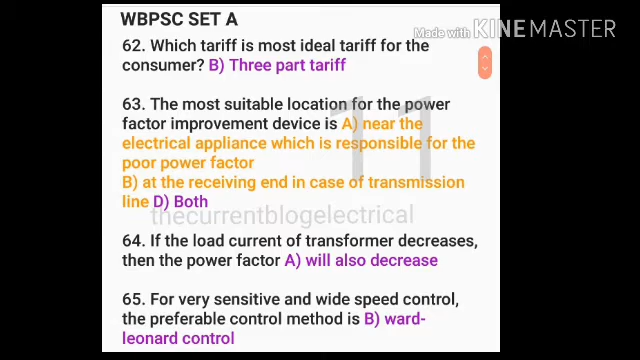 WBPSC SET A
Made with KINEMASTER
62. Which tariff is most ideal tariff for the
consumer? B) Three part tariff
63. The most suitable location for the power
factor improvement device is A) near the
electrical appliance which is responsible for the
poor power factor
B) at the receiving end in case of transmission
line D) Both
11
thecurrentblogelectrical
64. If the load current of transformer decreases,
then the power factor A) will also decrease
65. For very sensitive and wide speed control,
the preferable control method is B) ward-
leonard control